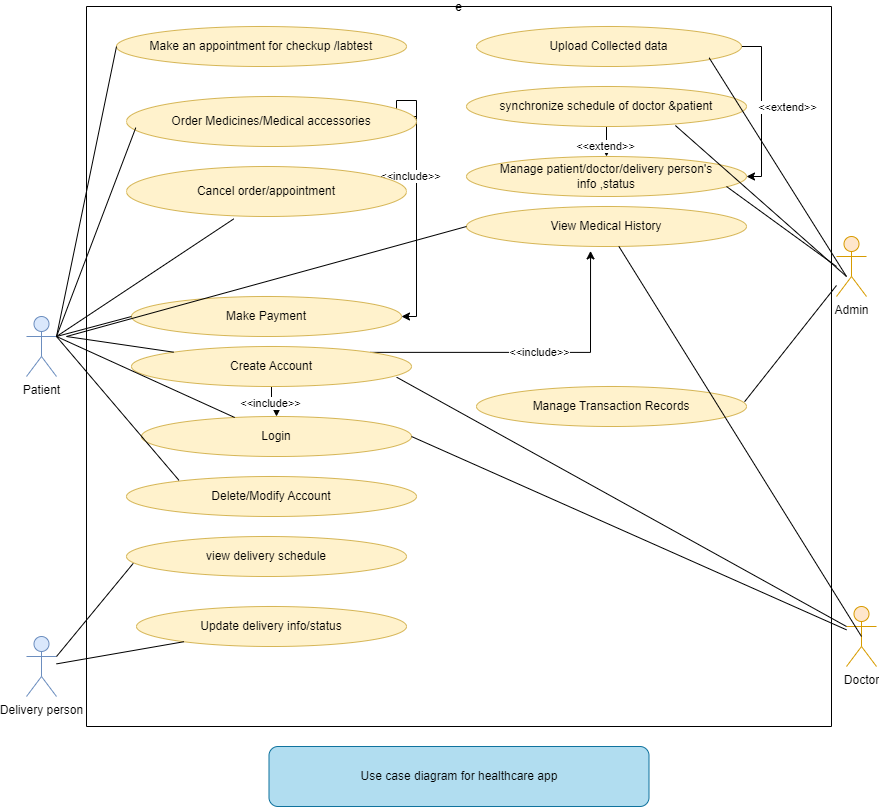 e
Make an appointment for checkup /labtest
Upload Collected data
Order Medicines/Medical accessories
synchronize schedule of doctor &patient
<<extend>>
<<extend>>
<<include>>
Manage patient/doctor/delivery person's
info ,status
Cancel order/appointment
View Medical History
Make Payment
Admin
Create Account
<<include>>
Patient
<<include>>
Manage Transaction Records
Login
Delete/Modify Account
view delivery schedule
Update delivery info/status
Doctor
Delivery person
Use case diagram for healthcare app